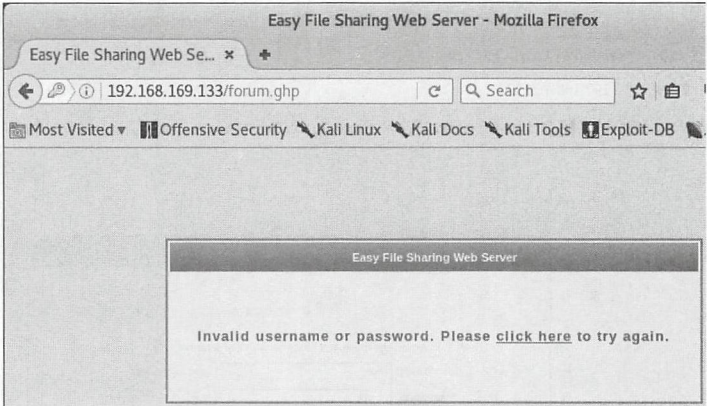 Easy File Sharing Web Server - Mozilla Firefox
Easy File Sharing Web Se... ×
192.168.169.133/forum.ghp
Search
Most Visited
Offensive Security
Kali Linux
Kali Docs
Kali Tools
Exploit-DB
Easy File Sharing Web Server
Invalid username or password. Please click here to try again.